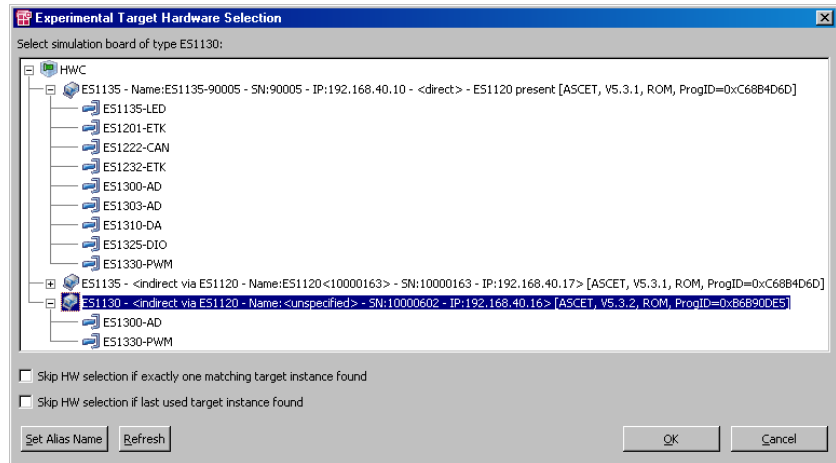 Experimental Target Hardware Selection
Select simulation board of type ES1130:
HWC
ES1135 - Name:ES1135-90005 - SN:90005 - IP:192.168.40.10 - <direct> - ES1120 present [ASCET, V5.3.1, ROM, ProgID=0xC68B4D6D]
ES1135-LED
ES1201-ETK
ES1222-CAN
ES1232-ETK
ES1300-AD
ES1303-AD
ES1310-DA
ES1325-DIO
ES1330-PWM
ES1135 - <indirect via ES1120 - Name:ES1120<10000163> - SN:10000163 - IP:192.168.40.17> [ASCET, V5.3.1, ROM, ProgID=0xC68B4D6D]
ES1130 - <indirect via ES1120 - Name:<unspecified> - SN:10000602 - IP:192.168.40.16> [ASCET, V5.3.2, ROM, ProgID=0xB6B90DE5]
ES1300-AD
ES1330-PWM
Skip HW selection if exactly one matching target instance found
Skip HW selection if last used target instance found
Set Alias Name Refresh OK Cancel